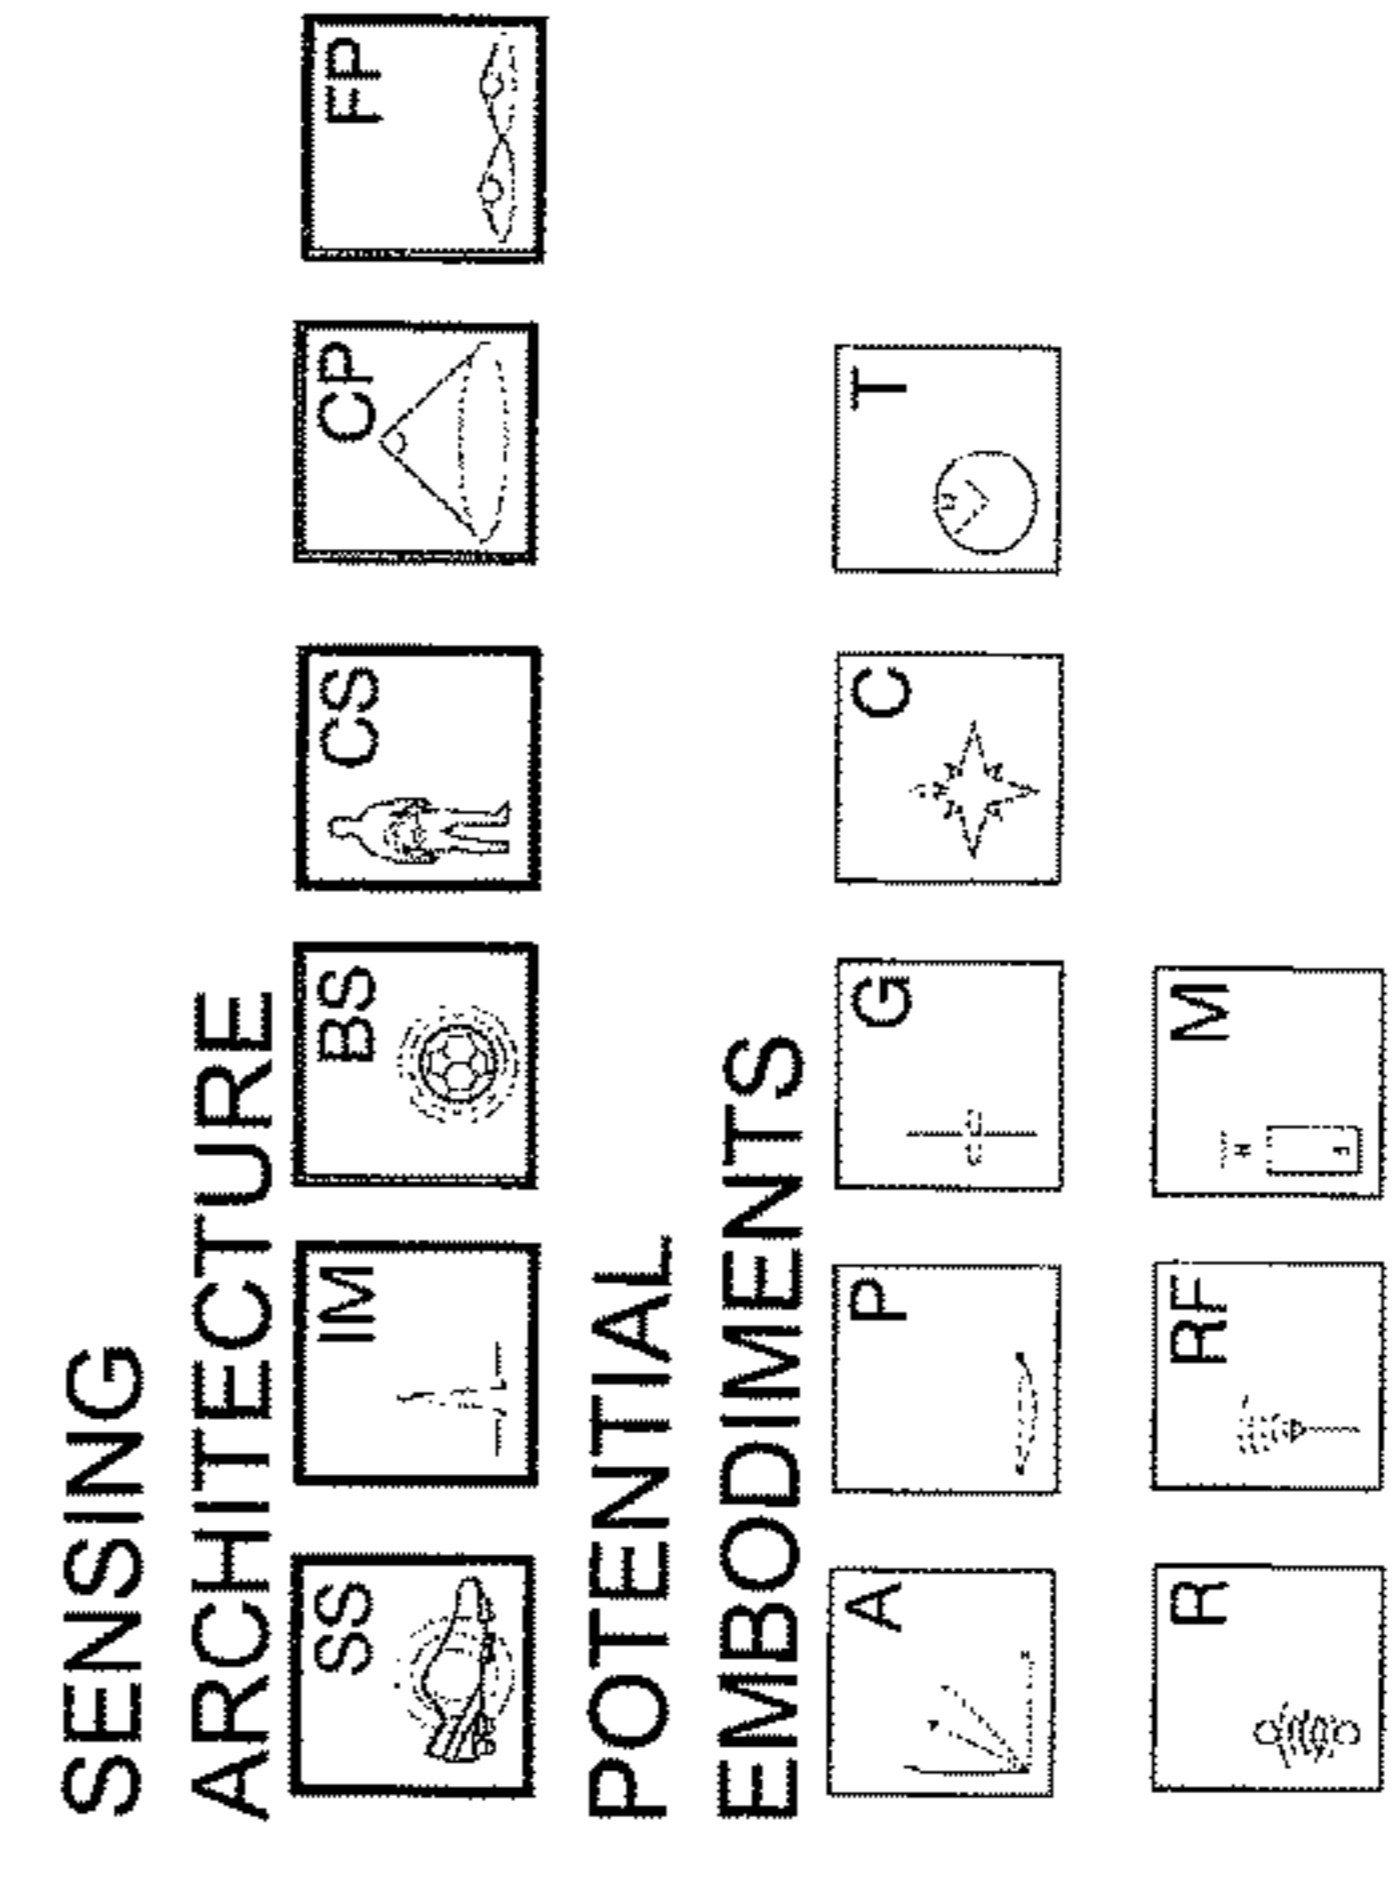 SENSING
ARCHITECTURE
SS IM BS CS CP FP
POTENTIAL
EMBODIMENTS
A P G C T
R RF M